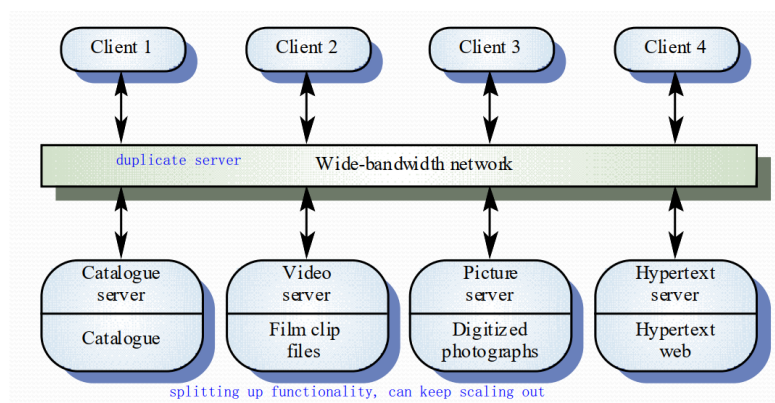 Client 1
Client 2
Client 3
Client 4
duplicate server
Wide-bandwidth network
Catalogue
server
Catalogue
Video
server
Film clip
files
Picture
server
Digitized
photographs
Hypertext
server
Hypertext
web
splitting up functionality, can keep scaling out